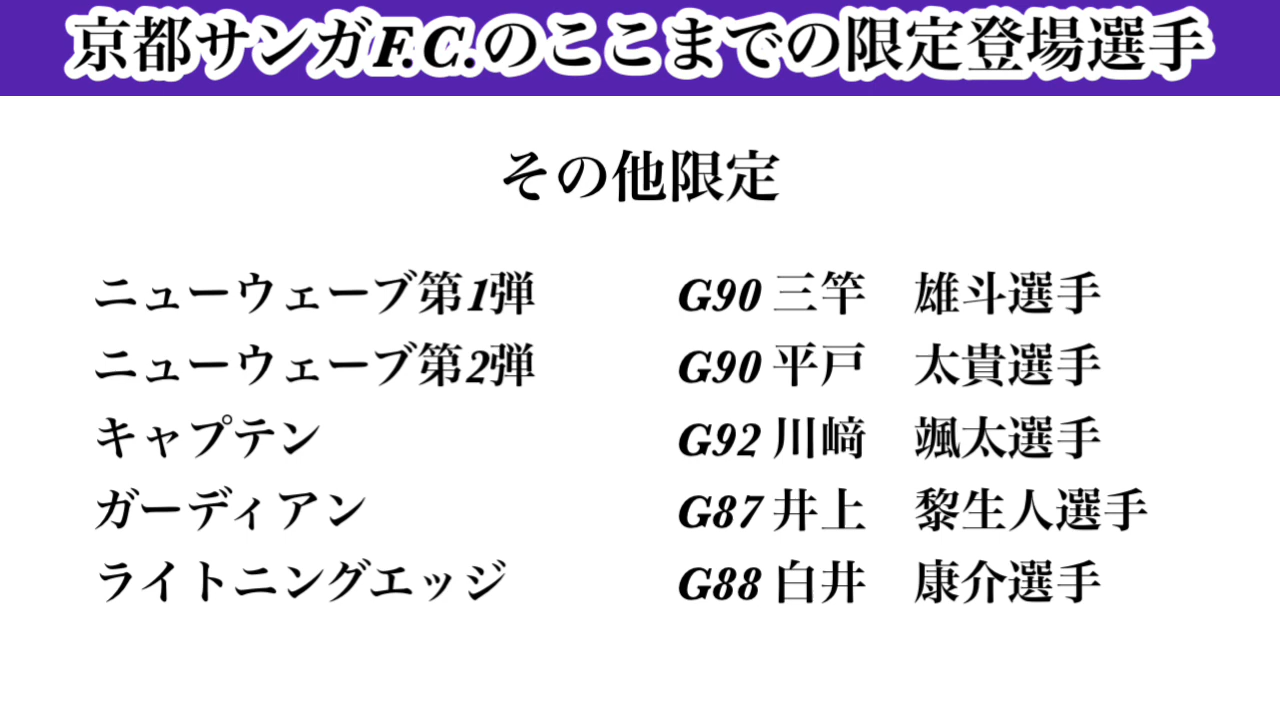 京都サンガF.C.のここまでの限定登場選手
その他限定
ニューウェーブ第1弾 G90 三竿 雄斗選手
ニューウェーブ第2弾 G90 平戸 太貴選手
キャプテン G92 川﨑 颯太選手
ガーディアン G87 井上 黎生人選手
ライトニングエッジ G88 白井 康介選手